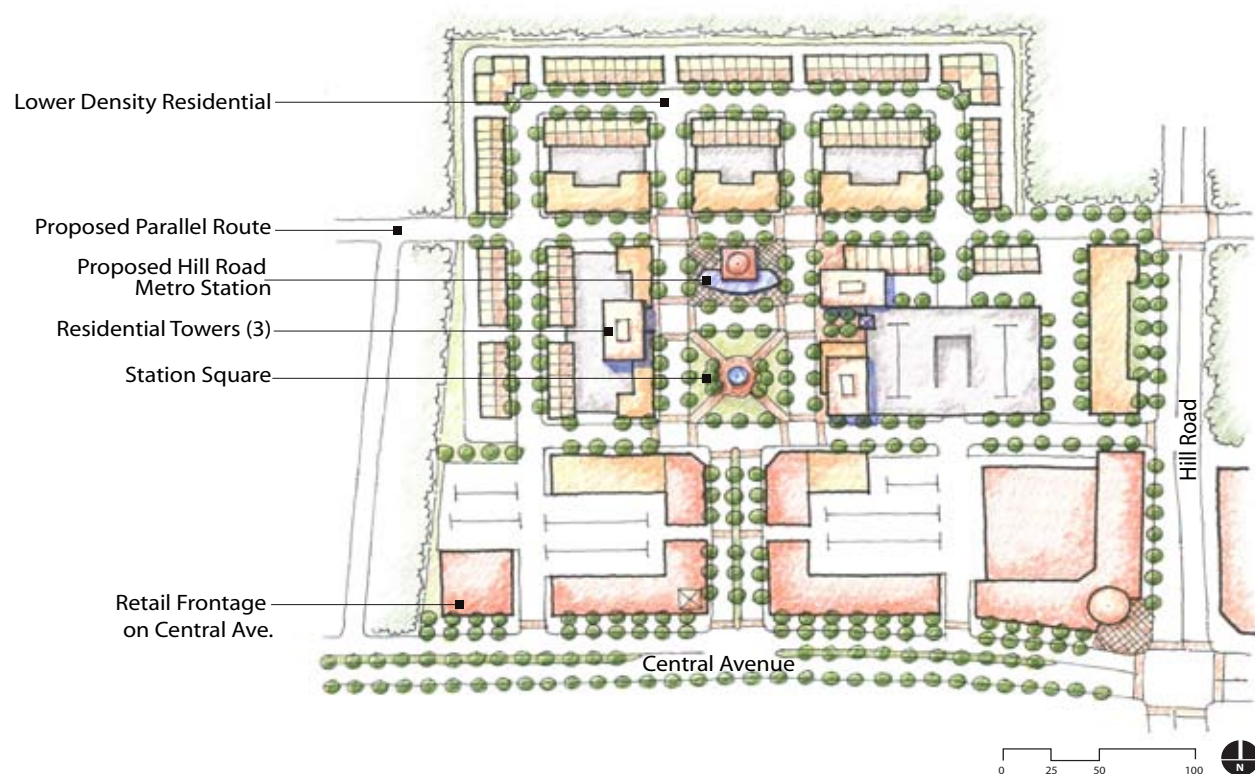 Lower Density Residential
Proposed Parallel Route
Proposed Hill Road
Metro Station
Residential Towers (3)
Station Square
Hill Road
Retail Frontage
on Central Ave.
Central Avenue
0 25 50 100
N